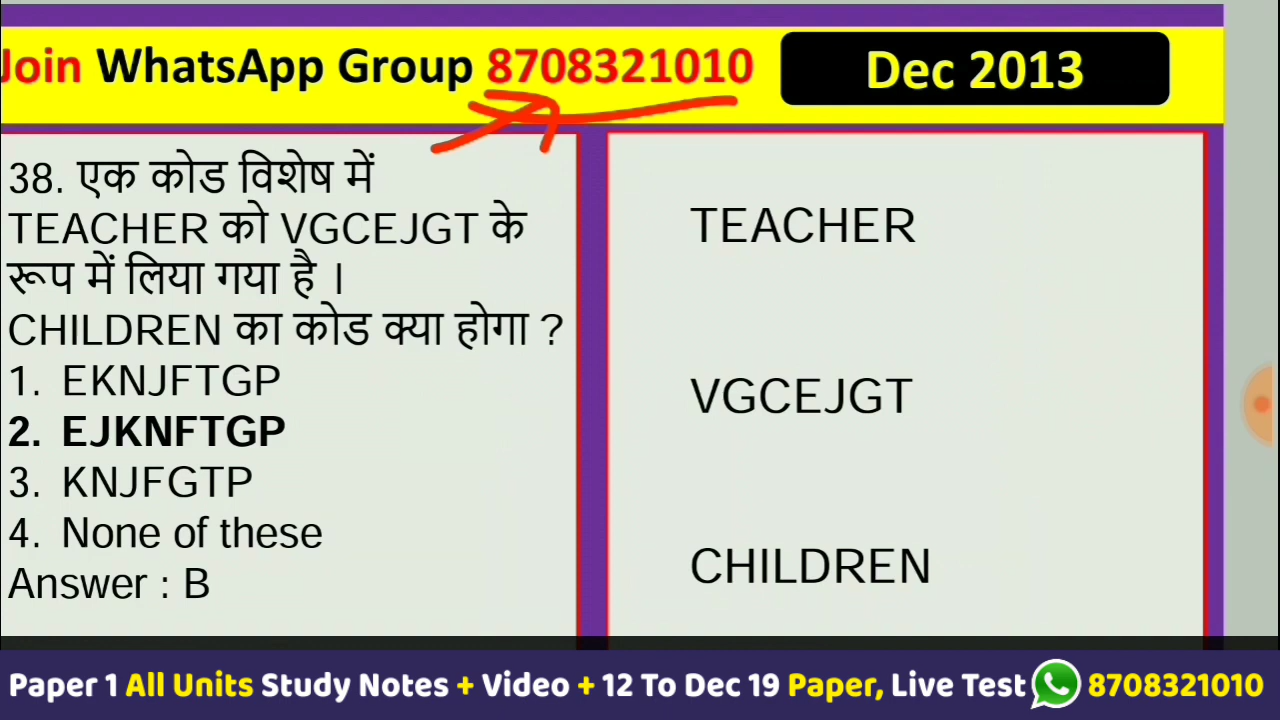 Join WhatsApp Group 8708321010
Dec 2013
38. एक कोड विशेष में
TEACHER को VGCEJGT के
रूप में लिया गया है ।
CHILDREN का कोड क्या होगा ?
1. EKNJFTGP
2. EJKNFTGP
3. KNJFGTP
4. None of these
Answer : B
TEACHER
VGCEJGT
CHILDREN
Paper 1 All Units Study Notes + Video + 12 To Dec 19 Paper, Live Test 8708321010